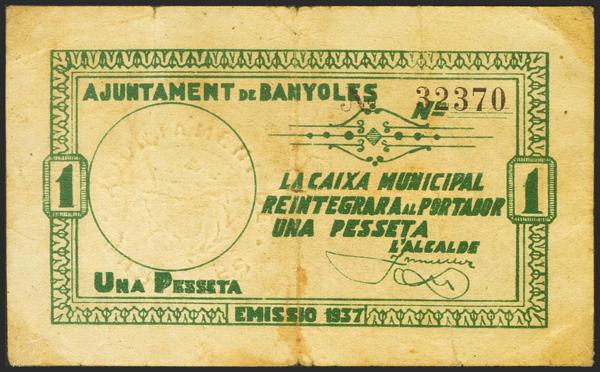 AJUNTAMENT DE BANYOLES
Nº 32370
LA CAIXA MUNICIPAL
REINTEGRARA AL PORTADOR
UNA PESSETA
L'ALCALDE
1
1
UNA PESSETA
EMISSIO 1937